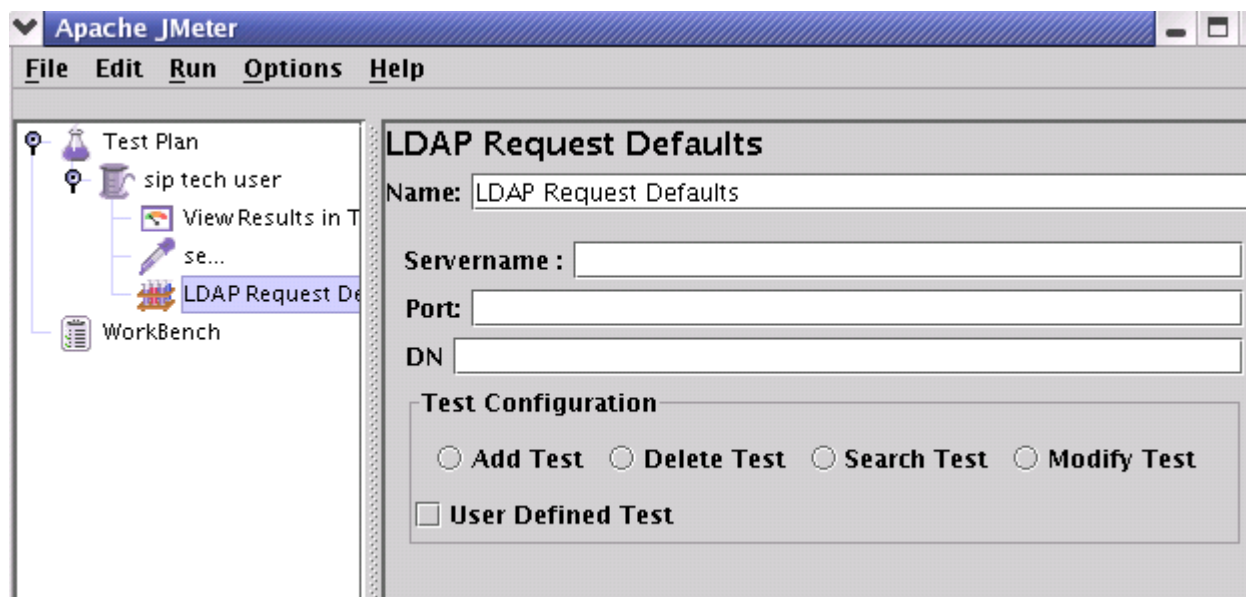 Apache JMeter
File Edit Run Options Help
Test Plan
sip tech user
View Results in T
se...
LDAP Request De
WorkBench
LDAP Request Defaults
Name: LDAP Request Defaults
Servername :
Port:
DN
Test Configuration
Add Test Delete Test Search Test Modify Test
User Defined Test